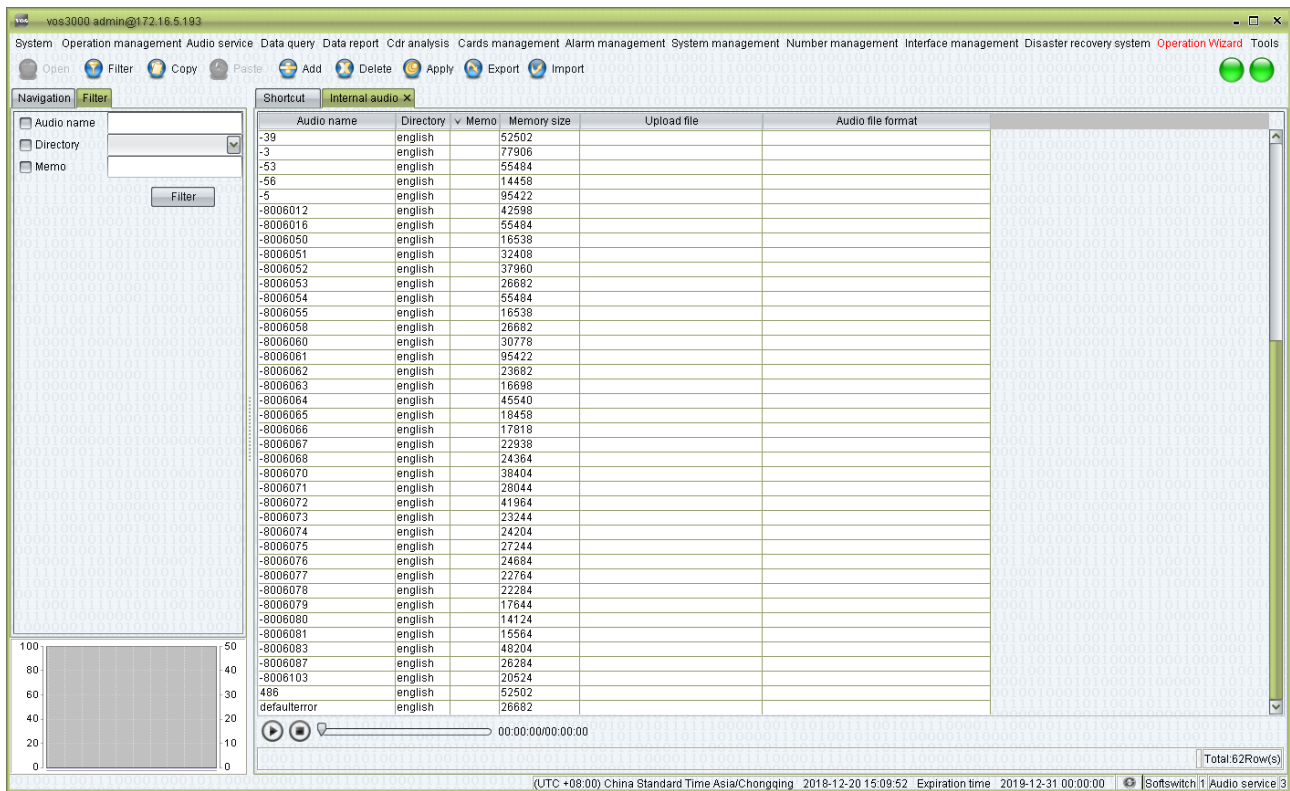 vos vos3000 admin@172.16.5.193
System Operation management Audio service Data query Data report Cdr analysis Cards management Alarm management System management Number management Interface management Disaster recovery system Operation Wizard Tools
Open Filter Copy Paste Add Delete Apply Export Import
Navigation Filter Shortcut Internal audio
Audio name
Directory
Memo
Filter
Audio name Directory Memo Memory size Upload file Audio file format
-39 english 52502
-3 english 77906
-53 english 55484
-56 english 14458
-5 english 95422
-8006012 english 42598
-8006016 english 55484
-8006050 english 16538
-8006051 english 32408
-8006052 english 37960
-8006053 english 26682
-8006054 english 55484
-8006055 english 16538
-8006058 english 26682
-8006060 english 30778
-8006061 english 95422
-8006062 english 23682
-8006063 english 16698
-8006064 english 45540
-8006065 english 18458
-8006066 english 17818
-8006067 english 22938
-8006068 english 24364
-8006070 english 38404
-8006071 english 28044
-8006072 english 41964
-8006073 english 23244
-8006074 english 24204
-8006075 english 27244
-8006076 english 24684
-8006077 english 22764
-8006078 english 22284
-8006079 english 17644
-8006080 english 14124
-8006081 english 15564
-8006083 english 48204
-8006087 english 26284
-8006103 english 20524
486 english 52502
defaulterror english 26682
100 50
80 40
60 30
40 20
20 10
0 0
00:00:00/00:00:00
Total:62Row(s)
(UTC +08:00) China Standard Time Asia/Chongqing 2018-12-20 15:09:52 Expiration time 2019-12-31 00:00:00 Softswitch 1 Audio service 3